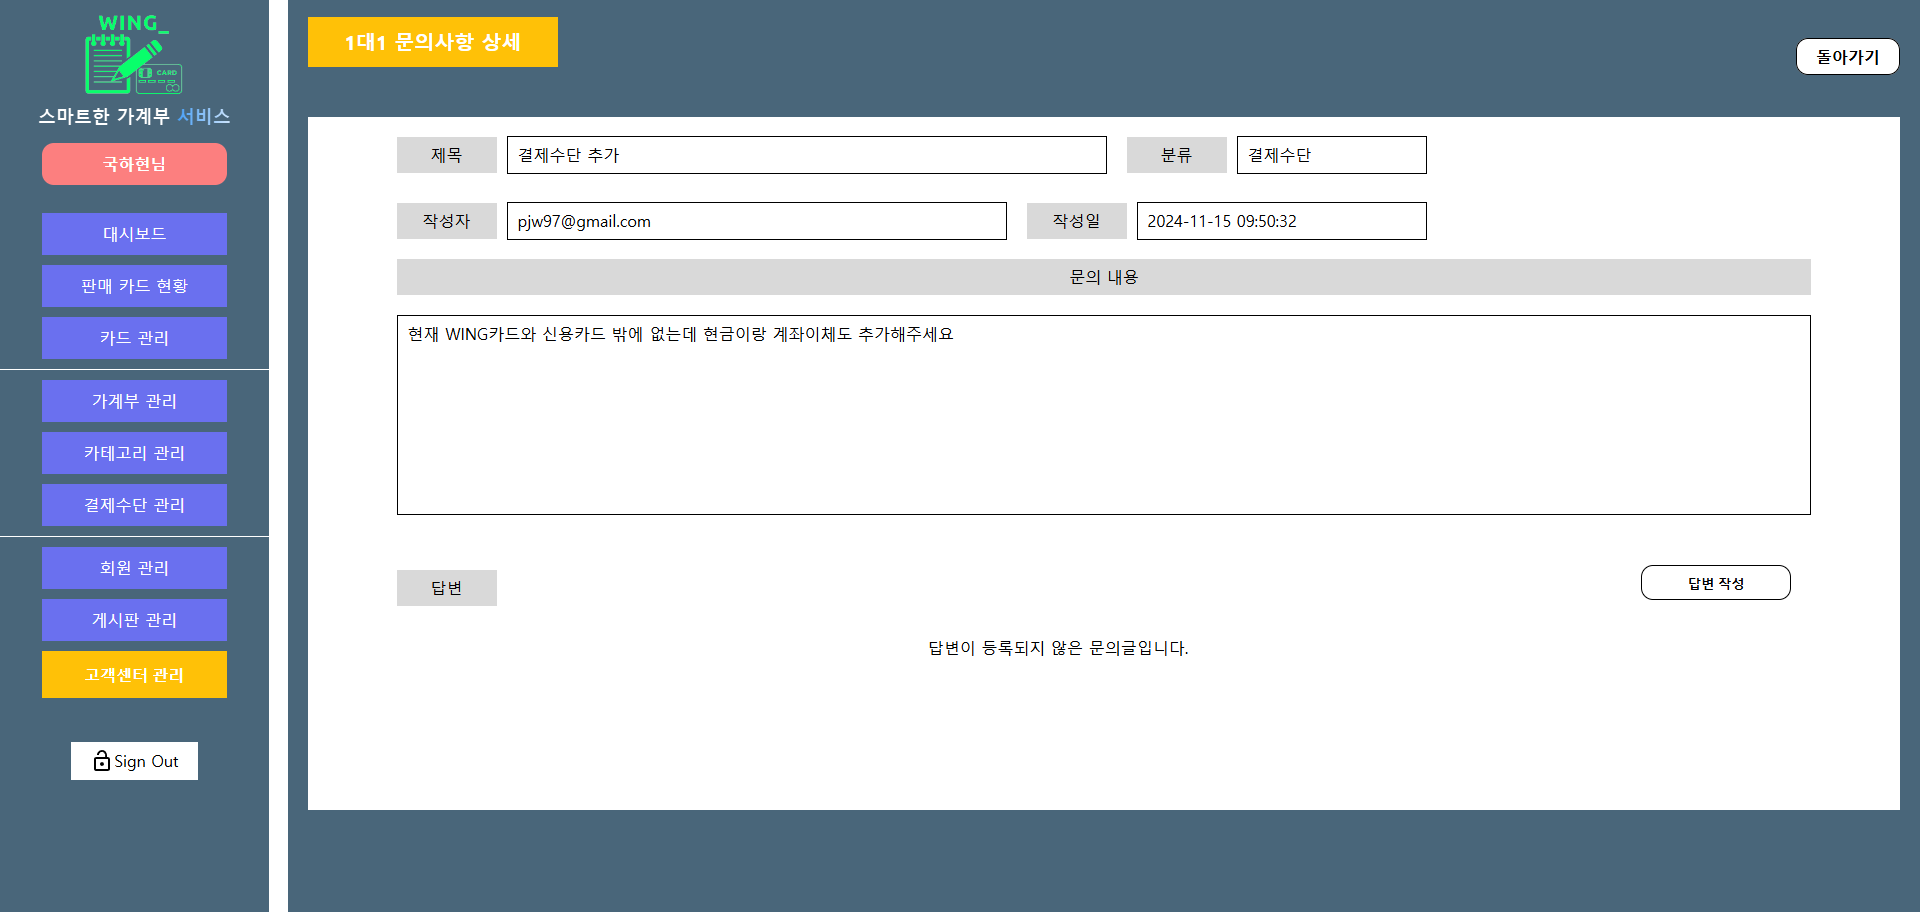 WING_
CARD
스마트한 가계부 서비스
국하현님
대시보드
판매 카드 현황
카드 관리
가계부 관리
카테고리 관리
결제수단 관리
회원 관리
게시판 관리
고객센터 관리
Sign Out
1대1 문의사항 상세
돌아가기
제목 결제수단 추가 분류 결제수단
작성자 pjw97@gmail.com 작성일 2024-11-15 09:50:32
문의 내용
현재 WING카드와 신용카드 밖에 없는데 현금이랑 계좌이체도 추가해주세요
답변 답변 작성
답변이 등록되지 않은 문의글입니다.